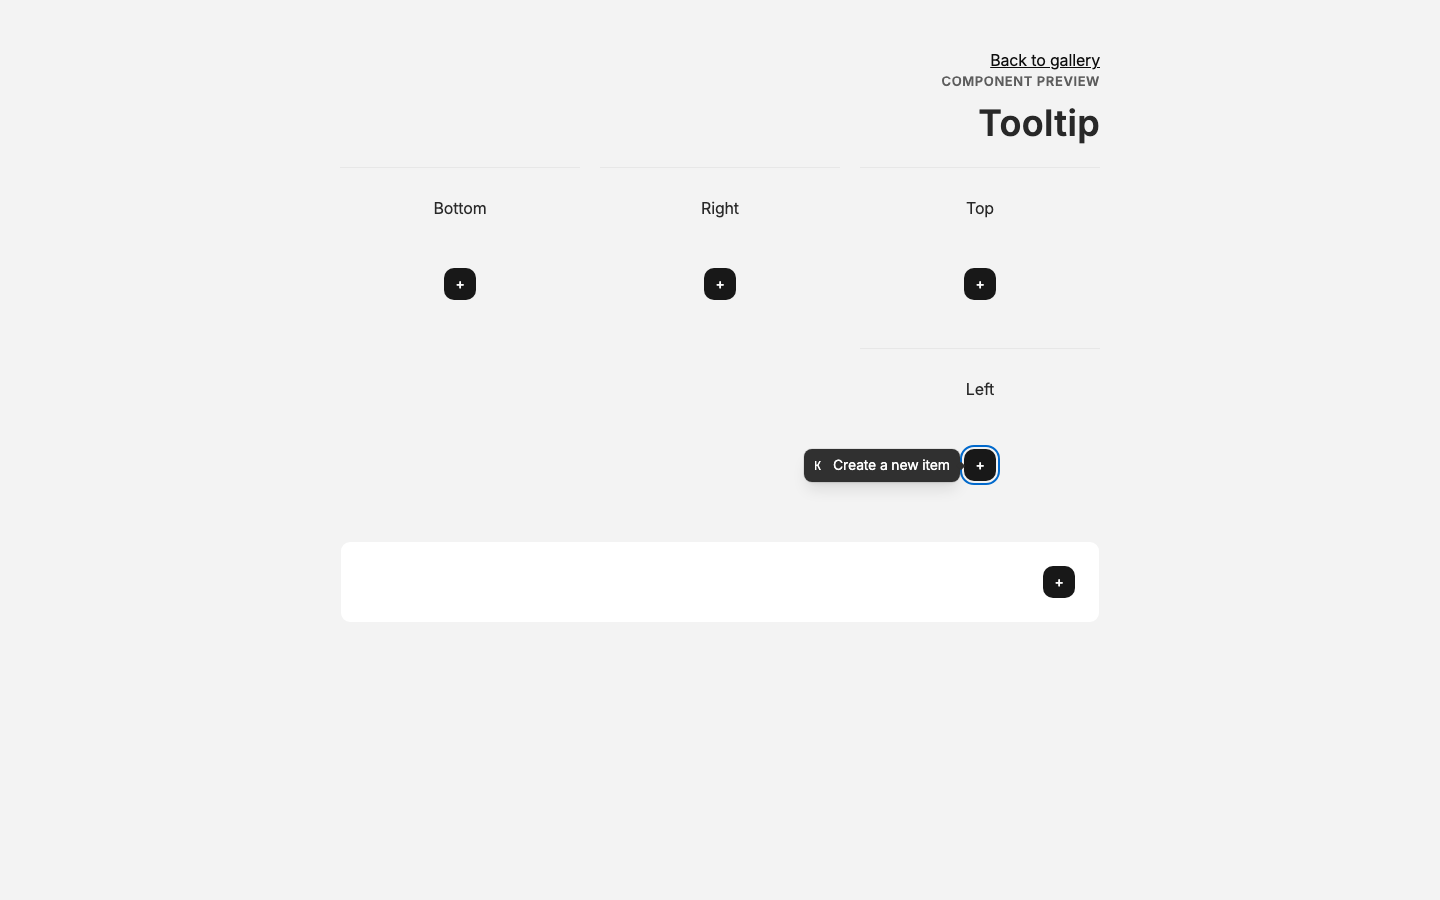 Back to gallery
COMPONENT PREVIEW
Tooltip
Top
Right
Bottom
+
+
+
Left
+
Create a new item K
+